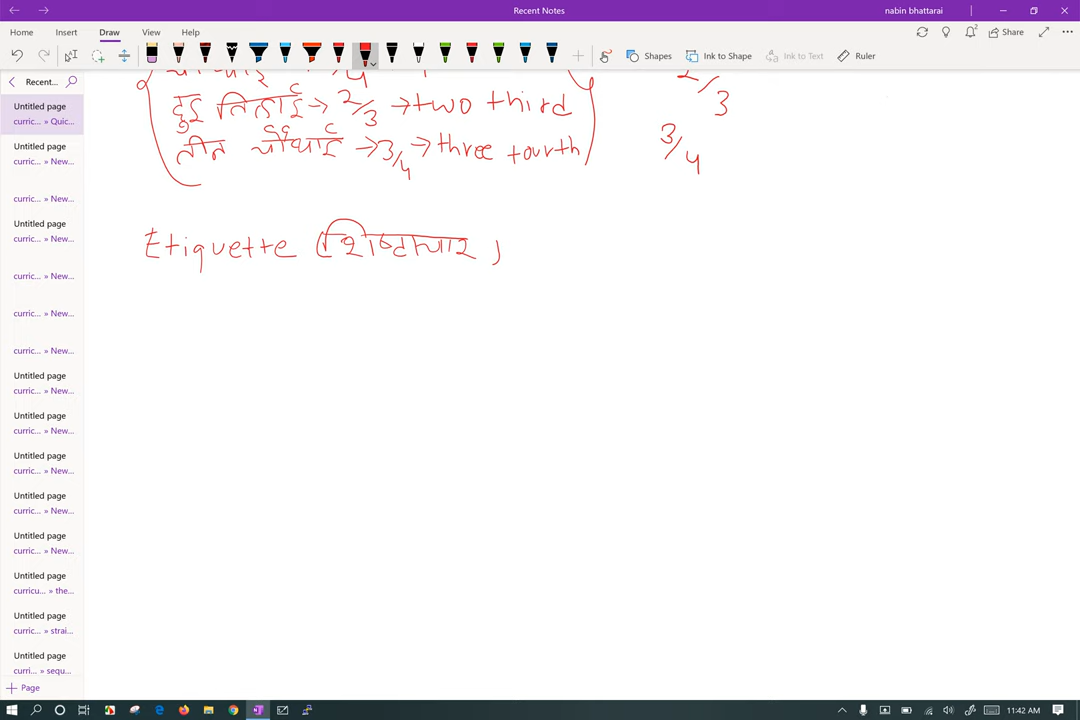 Recent Notes
nabin bhattarai
Home Insert Draw View Help
Share
Recent...
Shapes
Ink to Shape
Ink to Text
Ruler
Untitled page
curric... » Quic...
Untitled page
curric... » New...
curric... » New...
Untitled page
curric... » New...
curric... » New...
curric... » New...
curric... » New...
Untitled page
curric... » New...
Untitled page
curric... » New...
Untitled page
curric... » New...
Untitled page
curric... » New...
Untitled page
curric... » New...
Untitled page
curricu... » the...
Untitled page
curric... » strai...
Untitled page
curri... » sequ...
Page
दुई तिहाई → 2/3 → two third
2/3
तीन चौथाई → 3/4 → three fourth
3/4
Etiquette (शिष्टाचार)
11:42 AM